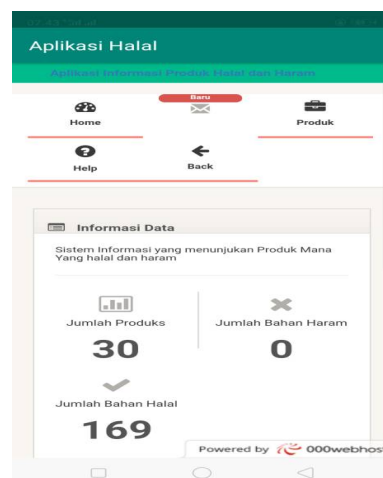 Aplikasi Halal
Aplikasi Informasi Produk Halal dan Haram
Baru
Home
Produk
Help
Back
Informasi Data
Sistem Informasi yang menunjukan Produk Mana
Yang halal dan haram
Jumlah Produks
30
Jumlah Bahan Haram
0
Jumlah Bahan Halal
169
Powered by 000webhos